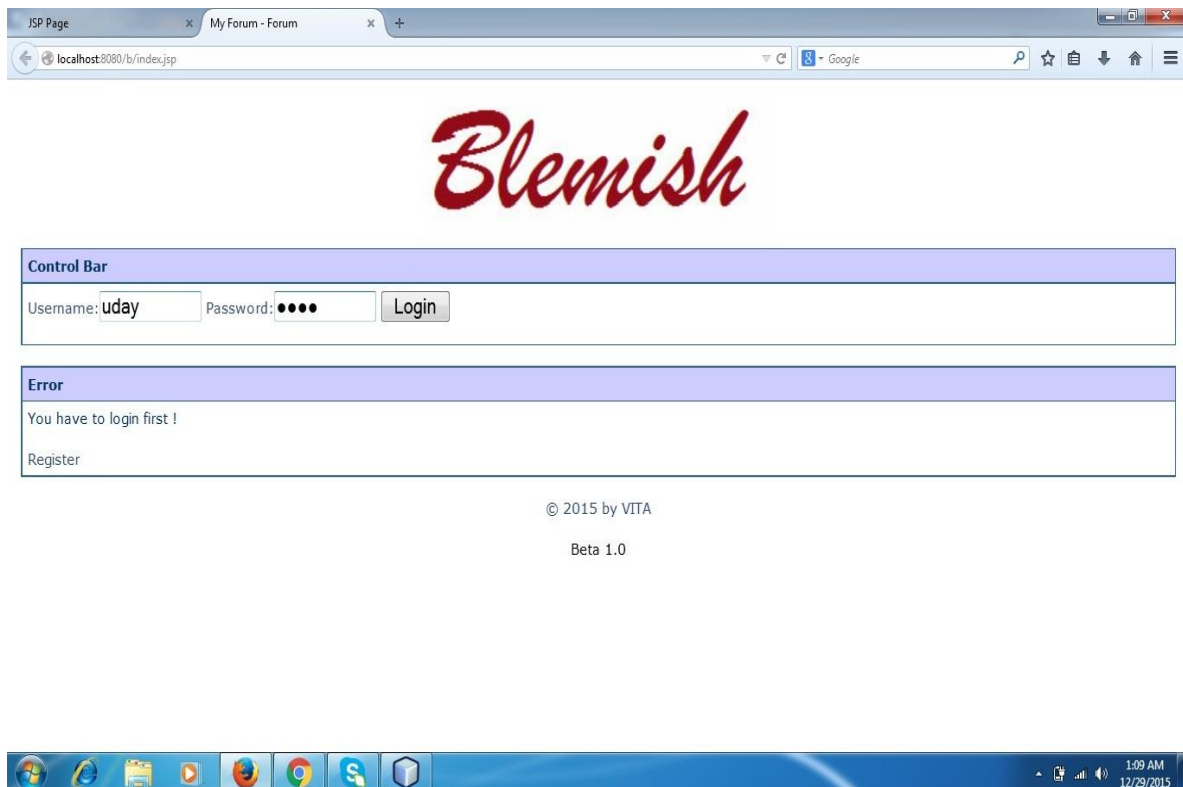 JSP Page x My Forum - Forum x +
localhost:8080/b/index.jsp 8 Google
Blemish
Control Bar
Username: uday Password: •••• Login
Error
You have to login first !
Register
© 2015 by VITA
Beta 1.0
1:09 AM
12/29/2015